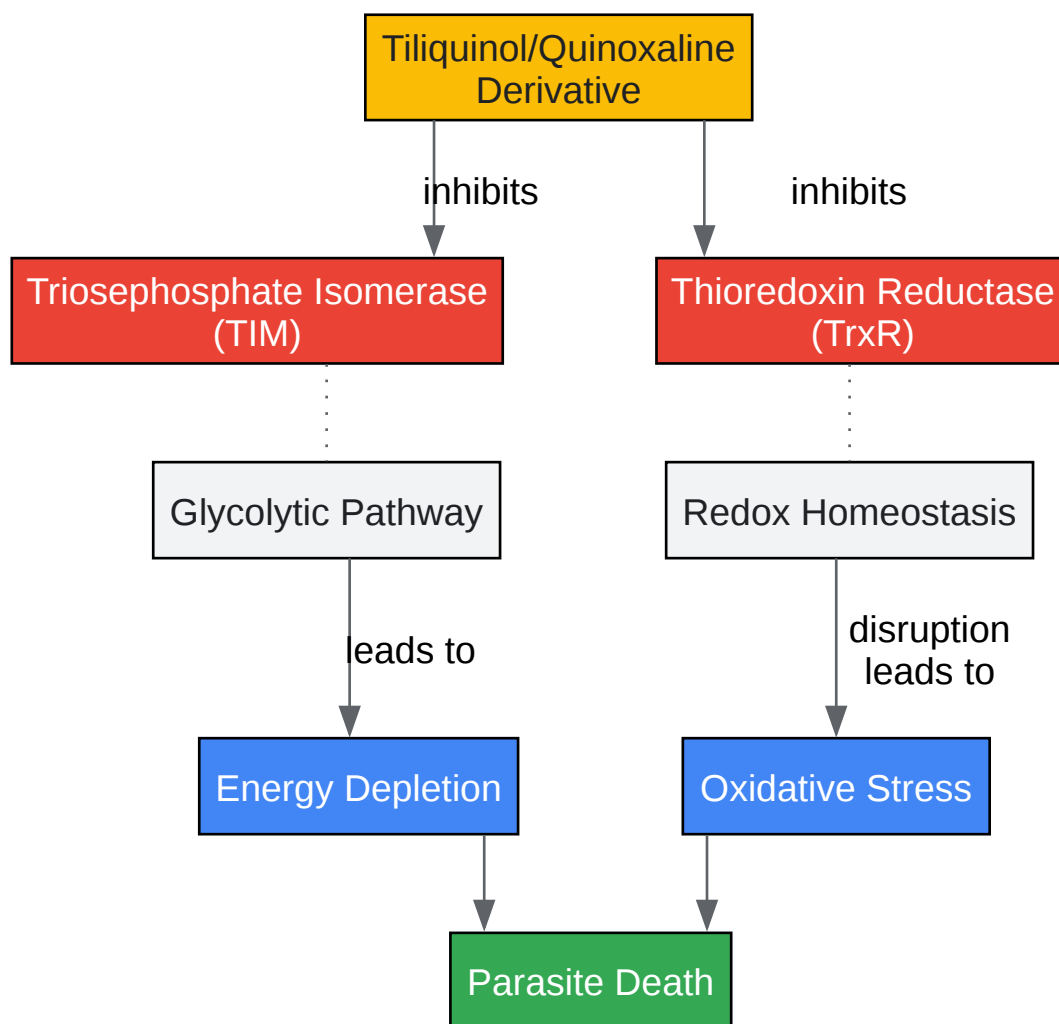 Tiliquinol/Quinoxaline
Derivative
inhibits
inhibits
Triosephosphate Isomerase
(TIM)
Thioredoxin Reductase
(TrxR)
Glycolytic Pathway
Redox Homeostasis
leads to
disruption
leads to
Energy Depletion
Oxidative Stress
Parasite Death